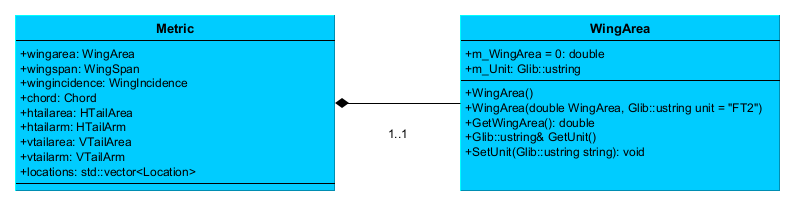 Metric
+wingarea: WingArea
+wingspan: WingSpan
+wingincidence: WingIncidence
+chord: Chord
+htailarea: HTailArea
+htailarm: HTailArm
+vtailarea: VTailArea
+vtailarm: VTailArm
+locations: std::vector<Location>
1..1
WingArea
+m_WingArea = 0: double
+m_Unit: Glib::ustring
+WingArea()
+WingArea(double WingArea, Glib::ustring unit = "FT2")
+GetWingArea(): double
+Glib::ustring& GetUnit()
+SetUnit(Glib::ustring string): void